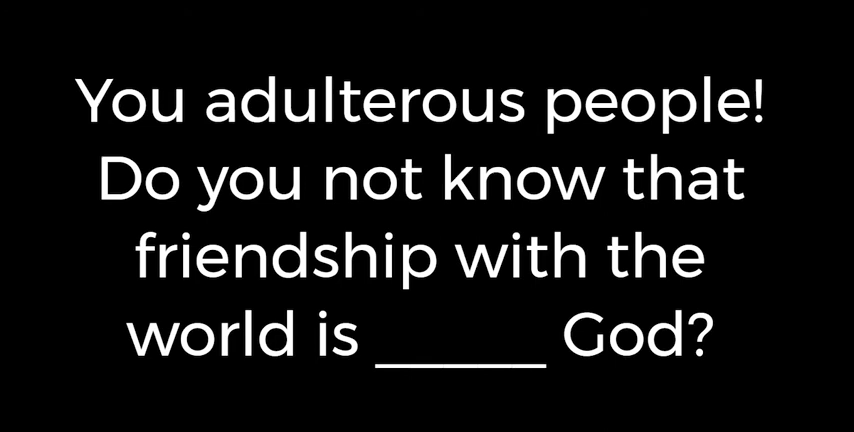 You adulterous people!
Do you not know that
friendship with the
world is ______ God?